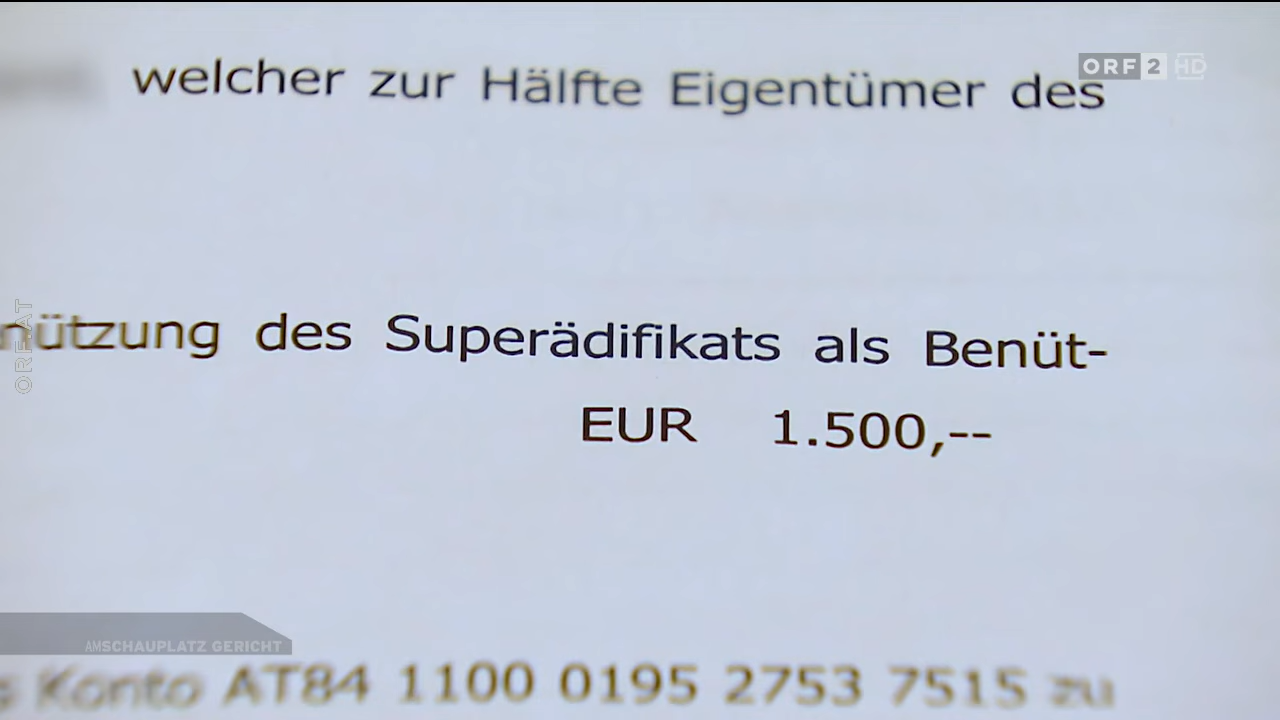 welcher zur Hälfte Eigentümer des
ORF 2 HD
nützung des Superädifikats als Benüt-
ORF.AT
EUR 1.500,--
AMSCHAUPLATZ GERICHT
s Konto AT84 1100 0195 2753 7515 zu